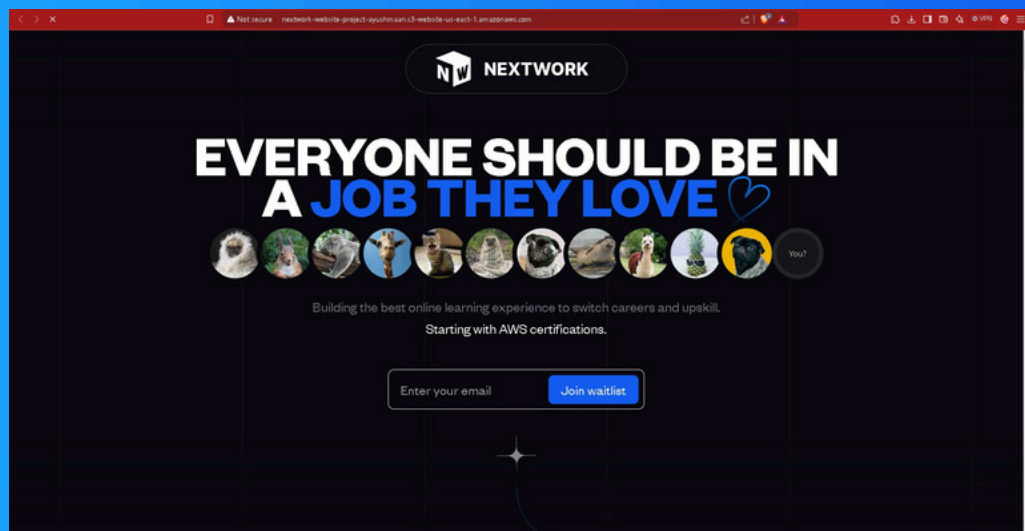 Not secure nextwork-website-project-ayushmaan.s3-website-us-east-1.amazonaws.com
VPN
NW NEXTWORK
EVERYONE SHOULD BE IN
A JOB THEY LOVE
You?
Building the best online learning experience to switch careers and upskill.
Starting with AWS certifications.
Enter your email Join waitlist